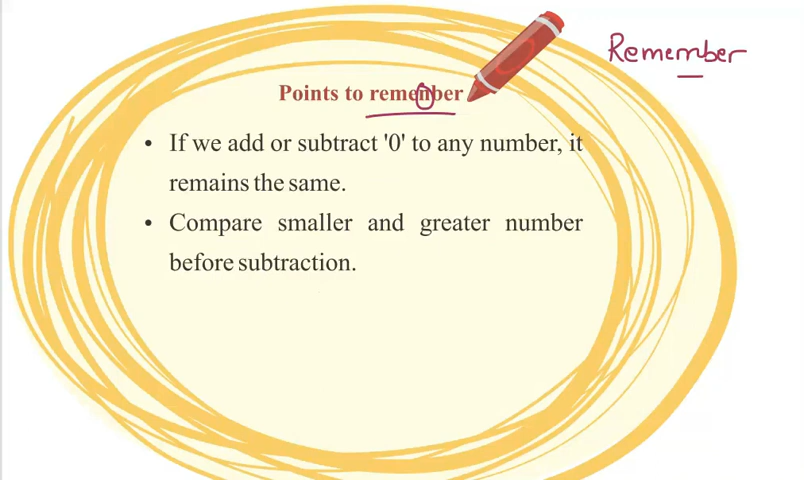 Remember
Points to remenber
• If we add or subtract '0' to any number, it
remains the same.
• Compare smaller and greater number
before subtraction.